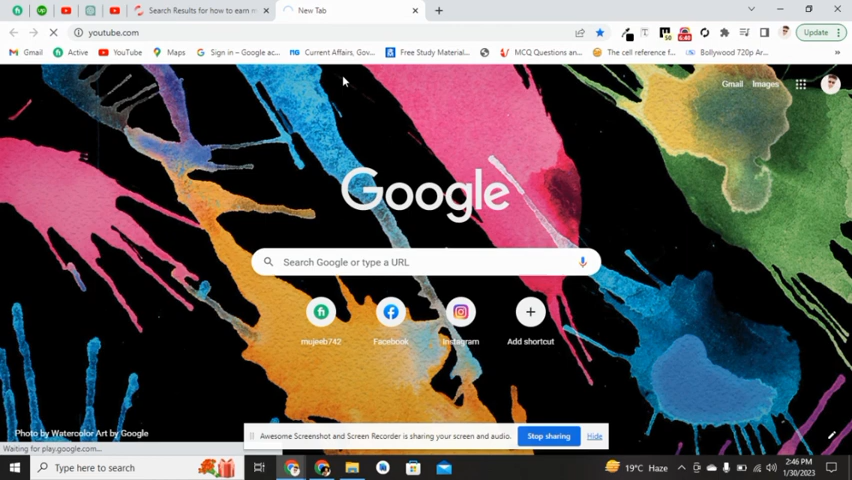 Search Results for how to earn m
New Tab
youtube.com
Update
Gmail
YouTube
Maps
Sign in – Google ac...
Current Affairs, Gov...
Free Study Material...
MCQ Questions an...
The cell reference f...
Bollywood 720p Ar...
Gmail Images
Google
Search Google or type a URL
mujeeb742
Facebook
Instagram
Add shortcut
Photo by Watercolor Art by Google
Awesome Screenshot and Screen Recorder is sharing your screen and audio.
Stop sharing
Hide
Waiting for play.google.com...
Type here to search
19°C Haze
2:46 PM
1/30/2023